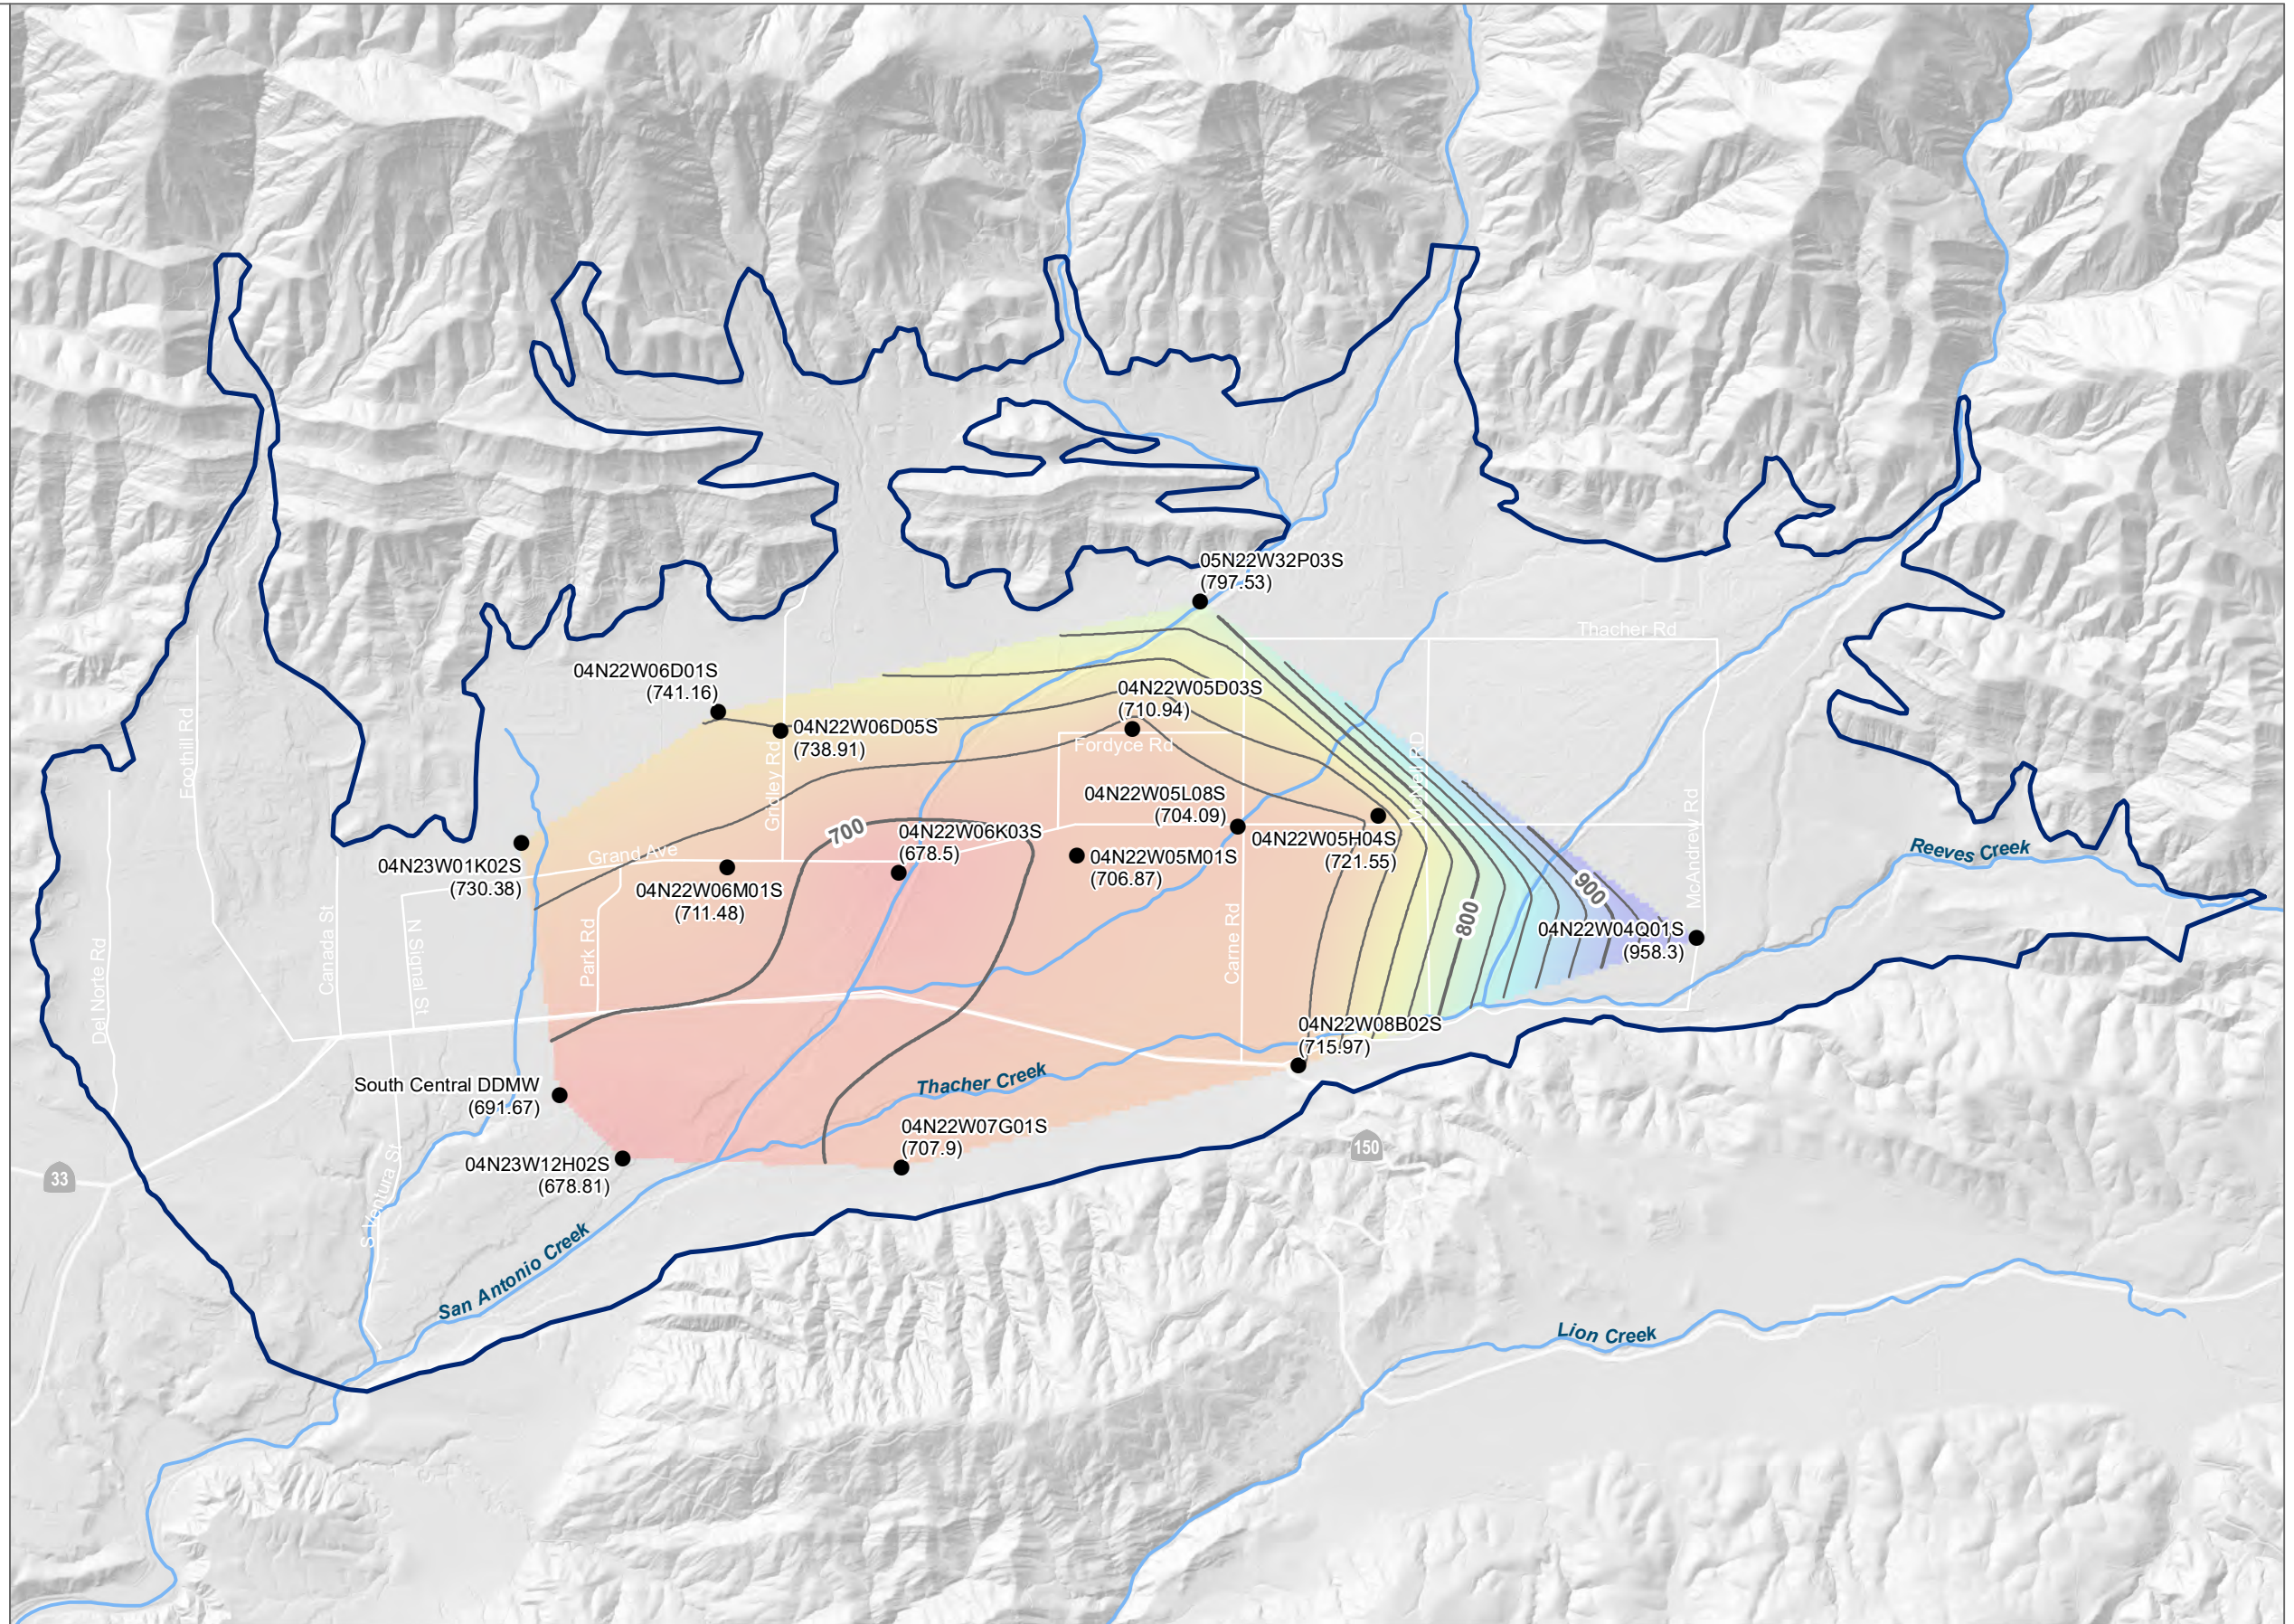 05N22W32P03S
(797.53)
Thacher Rd
04N22W06D01S
(741.16)
04N22W05D03S
(710.94)
04N22W06D05S
(738.91)
Fordyce Rd
Foothill Rd
Gridley Rd
McNell RD
04N22W05L08S
(704.09)
700
04N22W06K03S
(678.5)
04N22W05H04S
(721.55)
McAndrew Rd
Reeves Creek
Grand Ave
04N23W01K02S
(730.38)
04N22W05M01S
(706.87)
04N22W06M01S
(711.48)
900
800
04N22W04Q01S
(958.3)
Canada St
N Signal St
Park Rd
Carne Rd
Del Norte Rd
04N22W08B02S
(715.97)
South Central DDMW
(691.67)
Thacher Creek
04N22W07G01S
(707.9)
150
04N23W12H02S
(678.81)
33
S Ventura St
San Antonio Creek
Lion Creek